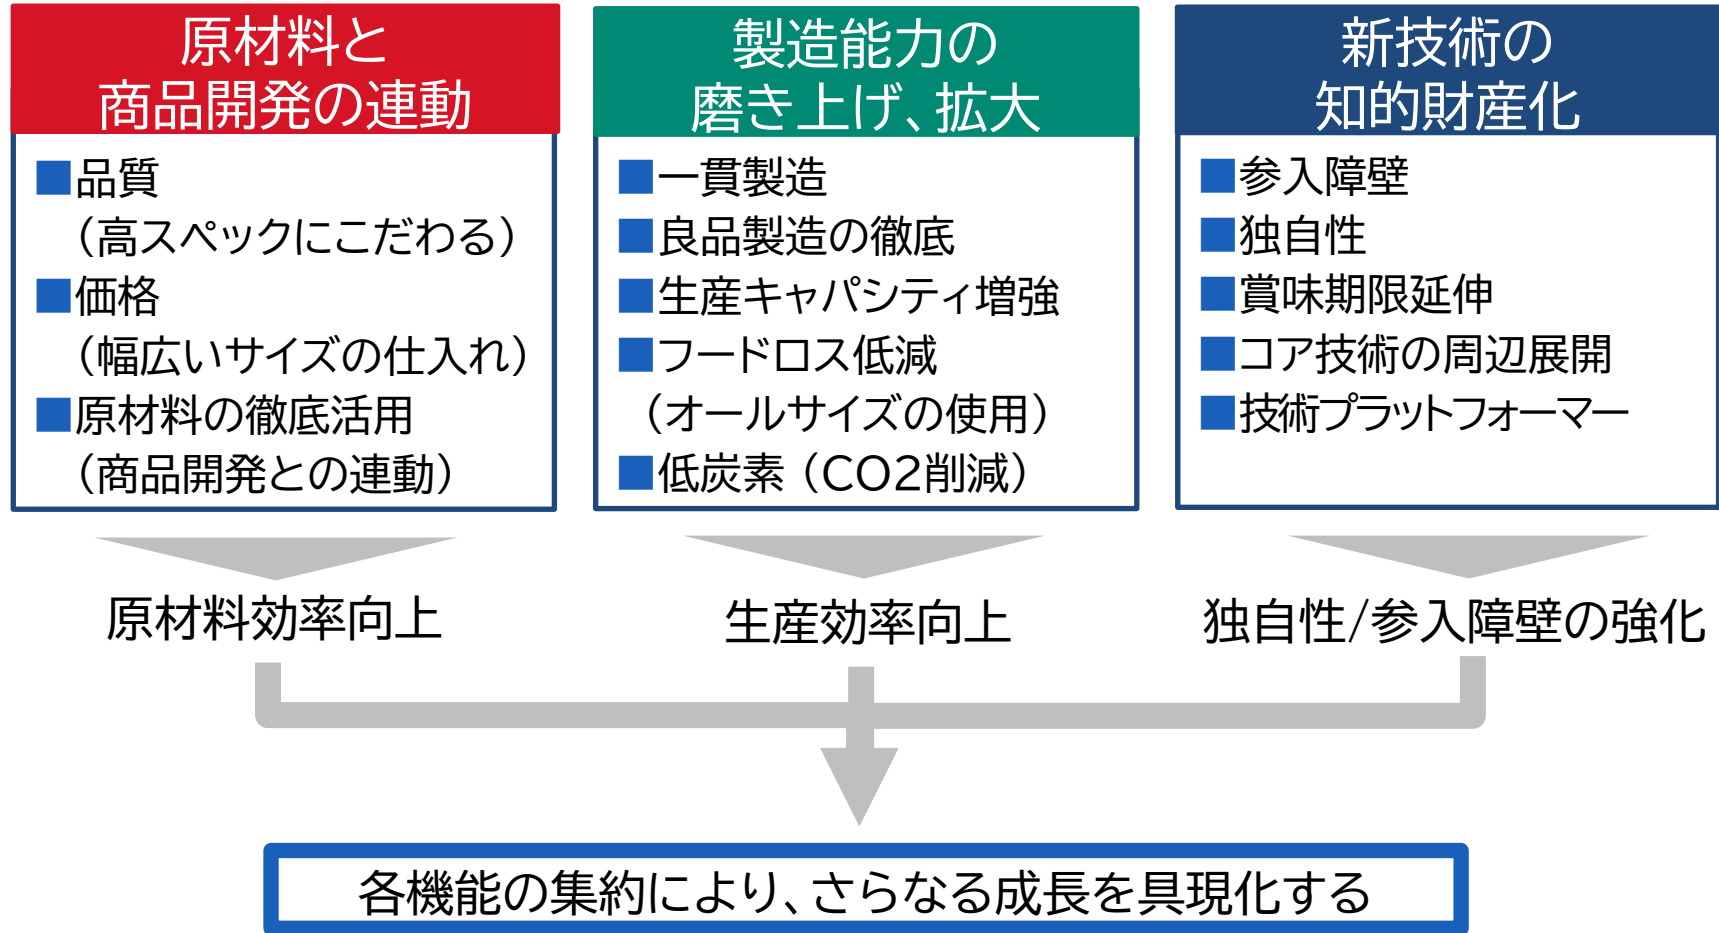 原材料と
商品開発の連動
■品質
（高スペックにこだわる）
■価格
（幅広いサイズの仕入れ）
■原材料の徹底活用
（商品開発との連動）
原材料効率向上
製造能力の
磨き上げ、拡大
■一貫製造
■良品製造の徹底
■生産キャパシティ増強
■フードロス低減
（オールサイズの使用）
■低炭素（CO2削減）
生産効率向上
新技術の
知的財産化
■参入障壁
■独自性
■賞味期限延伸
■コア技術の周辺展開
■技術プラットフォーマー
独自性/参入障壁の強化
各機能の集約により、さらなる成長を具現化する